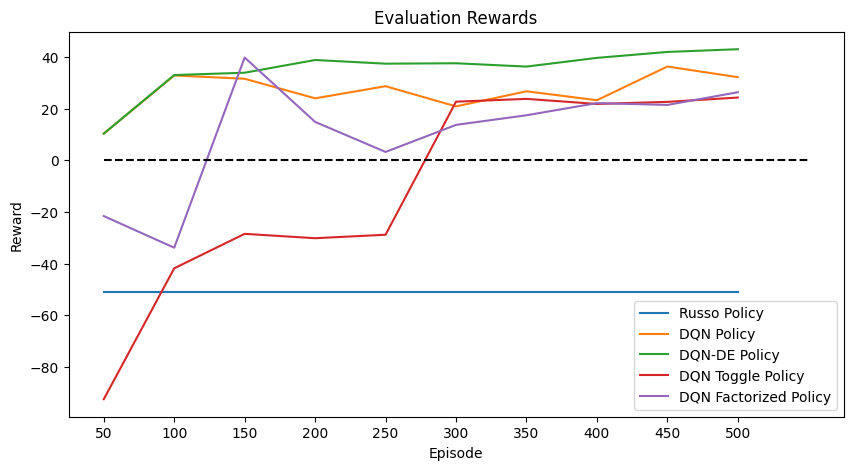 Evaluation Rewards
Reward
40
20
0
−20
−40
−60
−80
50 100 150 200 250 300 350 400 450 500
Episode
Russo Policy
DQN Policy
DQN-DE Policy
DQN Toggle Policy
DQN Factorized Policy